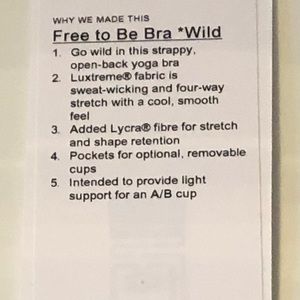 WHY WE MADE THIS
Free to Be Bra *Wild
1. Go wild in this strappy,
open-back yoga bra
2. Luxtreme® fabric is
sweat-wicking and four-way
stretch with a cool, smooth
feel
3. Added Lycra® fibre for stretch
and shape retention
4. Pockets for optional, removable
cups
5. Intended to provide light
support for an A/B cup